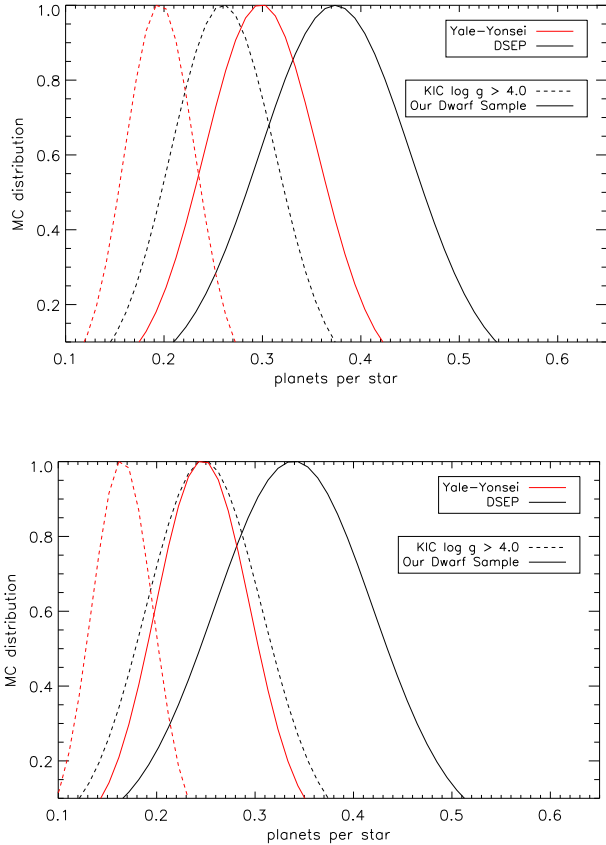 1.0
0.8
0.6
0.4
0.2
MC distribution
Yale-Yonsei
DSEP
KIC log g > 4.0
Our Dwarf Sample
0.1 0.2 0.3 0.4 0.5 0.6
planets per star
1.0
0.8
0.6
0.4
0.2
MC distribution
Yale-Yonsei
DSEP
KIC log g > 4.0
Our Dwarf Sample
0.1 0.2 0.3 0.4 0.5 0.6
planets per star